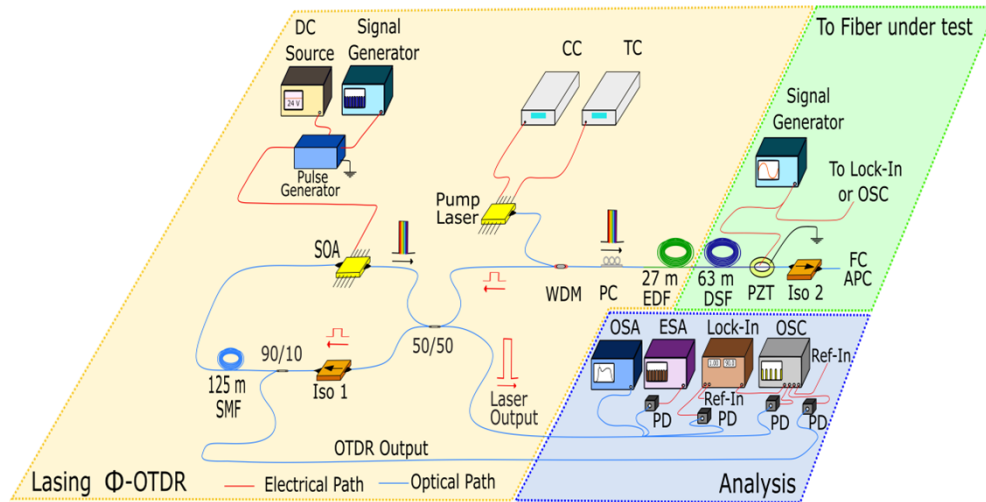 DC
Source
Signal
Generator
24 V
Pulse
Generator
CC
TC
To Fiber under test
Signal
Generator
To Lock-In
or OSC
Pump
Laser
SOA
WDM
PC
27 m
EDF
63 m
DSF
PZT
Iso 2
FC
APC
50/50
90/10
Iso 1
125 m
SMF
Laser
Output
OTDR Output
OSA
ESA
Lock-In
OSC
Ref-In
Ref-In
PD
PD
PD
PD
Lasing Φ-OTDR
Electrical Path
Optical Path
Analysis